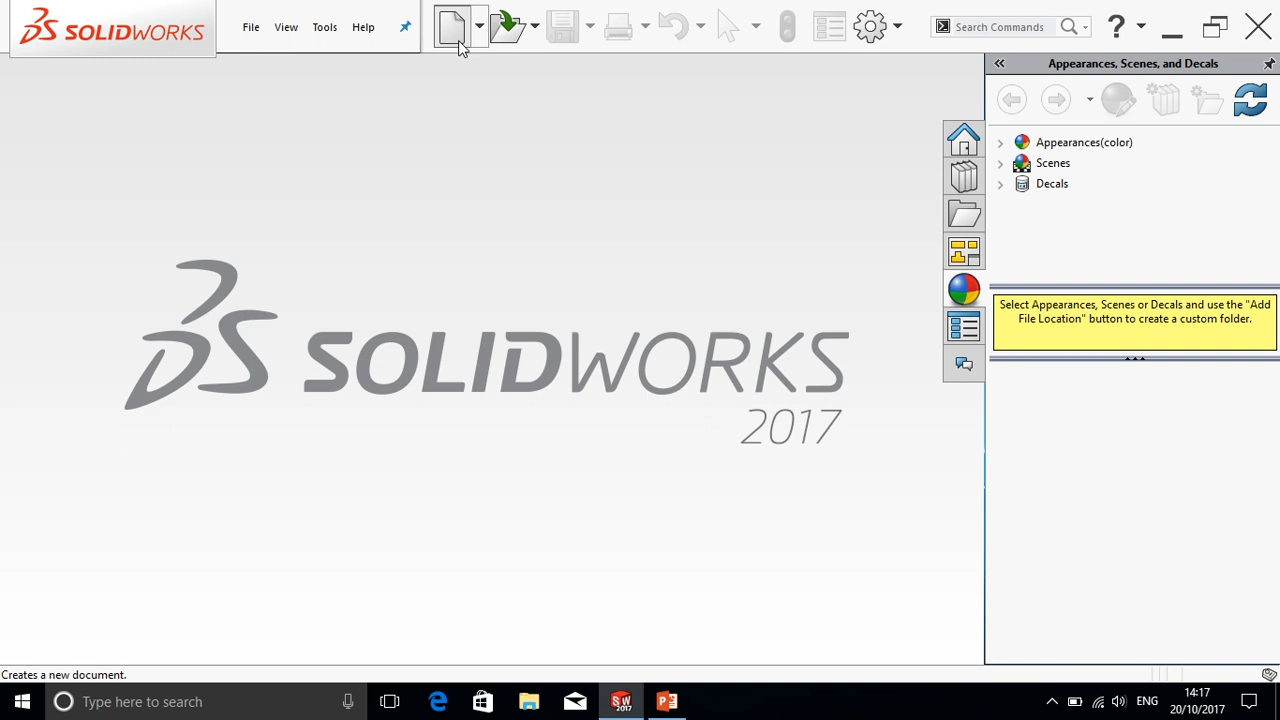 SOLIDWORKS
File View Tools Help
Search Commands
Appearances, Scenes, and Decals
Appearances(color)
Scenes
Decals
Select Appearances, Scenes or Decals and use the "Add
File Location" button to create a custom folder.
SOLIDWORKS
2017
Creates a new document.
Type here to search
SW
2017
ENG
14:17
20/10/2017